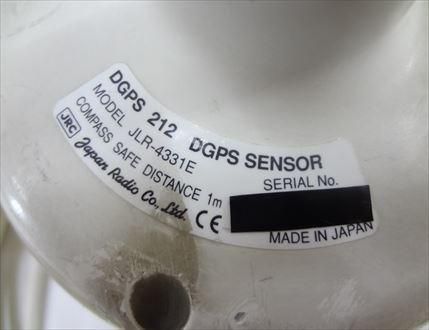 DGPS 212 DGPS SENSOR
MODEL JLR-4331E
SERIAL No.
COMPASS SAFE DISTANCE 1m
JRC Japan Radio Co., Ltd. CE
MADE IN JAPAN